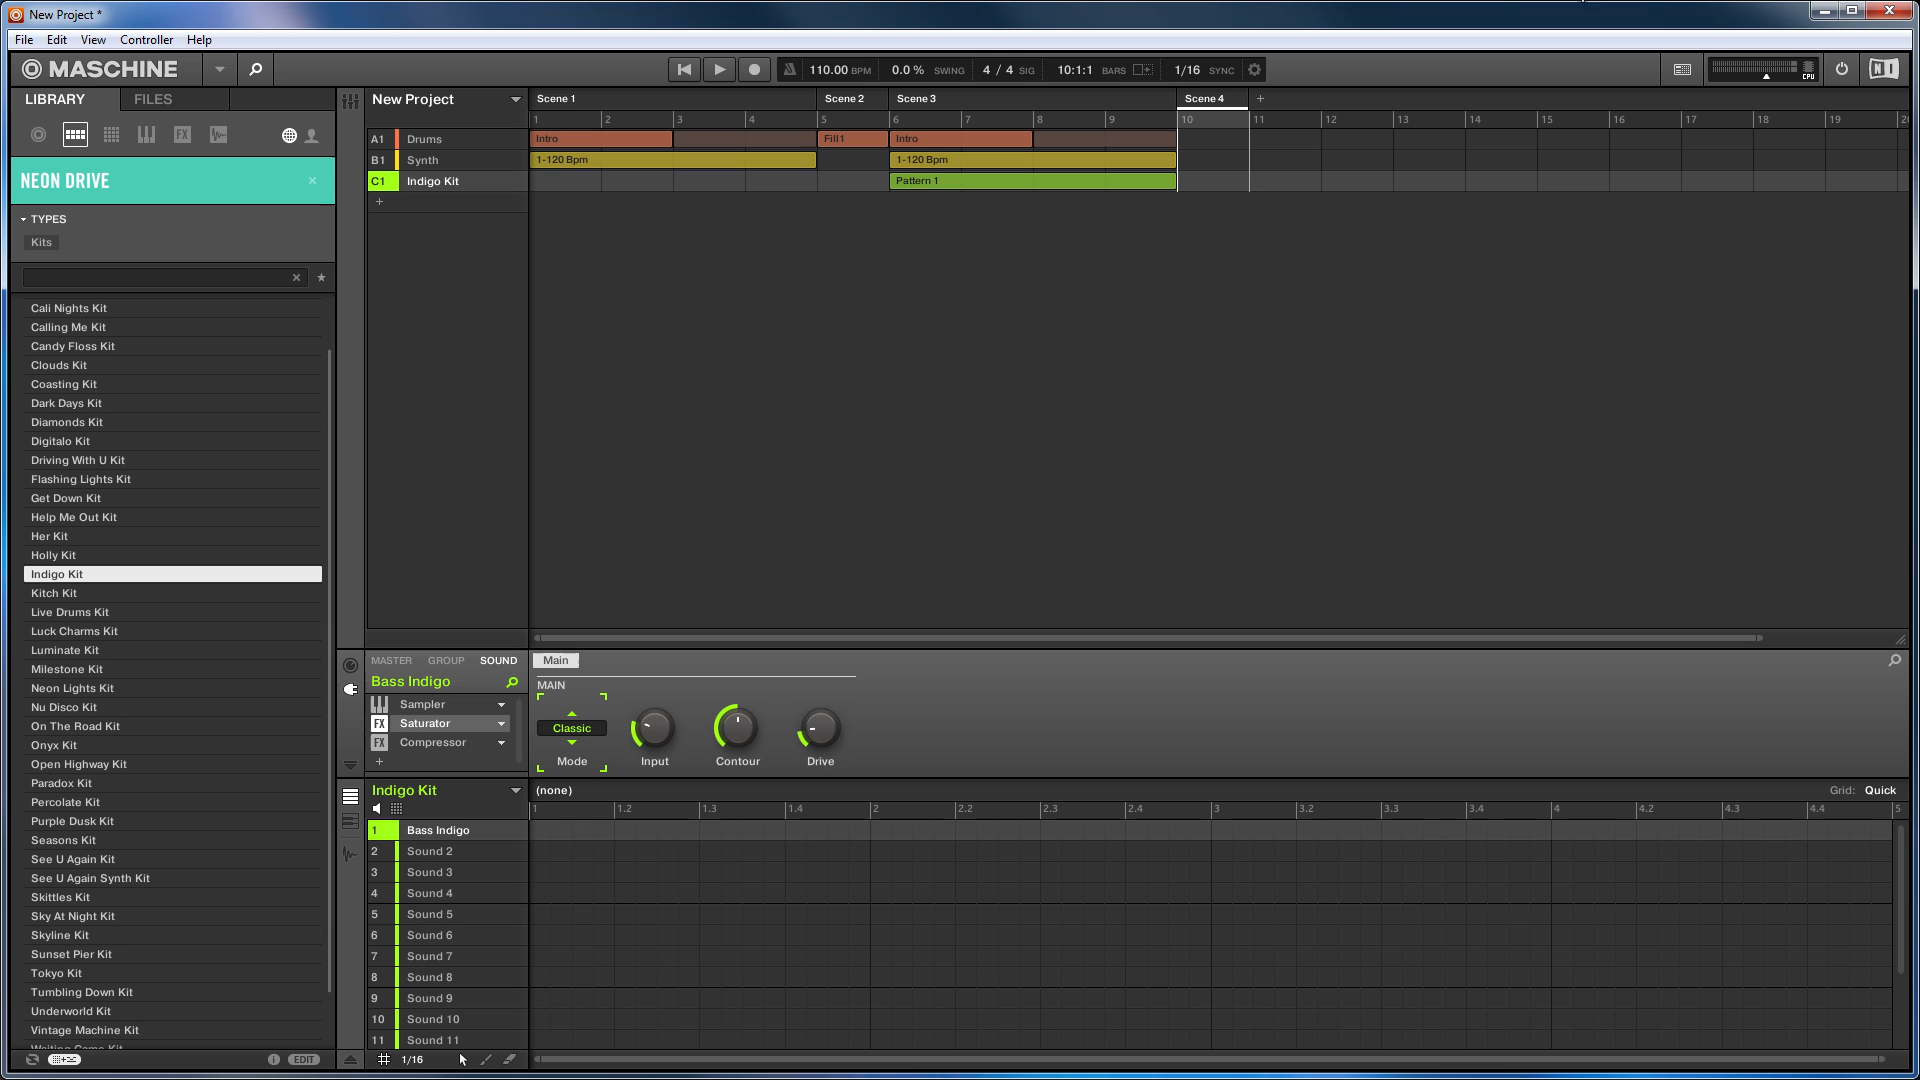 New Project *
File Edit View Controller Help
MASCHINE
110.00 BPM 0.0 % SWING 4 / 4 SIG 10:1:1 BARS 1/16 SYNC
CPU
NI
LIBRARY FILES
New Project
Scene 1 Scene 2 Scene 3 Scene 4 +
1 2 3 4 5 6 7 8 9 10 11 12 13 14 15 16 17 18 19
FX
A1 Drums Intro Fill1 Intro
B1 Synth 1-120 Bpm 1-120 Bpm
C1 Indigo Kit Pattern 1
+
NEON DRIVE
TYPES
Kits
Cali Nights Kit
Calling Me Kit
Candy Floss Kit
Clouds Kit
Coasting Kit
Dark Days Kit
Diamonds Kit
Digitalo Kit
Driving With U Kit
Flashing Lights Kit
Get Down Kit
Help Me Out Kit
Her Kit
Holly Kit
Indigo Kit
Kitch Kit
Live Drums Kit
Luck Charms Kit
Luminate Kit
Milestone Kit
Neon Lights Kit
Nu Disco Kit
On The Road Kit
Onyx Kit
Open Highway Kit
Paradox Kit
Percolate Kit
Purple Dusk Kit
Seasons Kit
See U Again Kit
See U Again Synth Kit
Skittles Kit
Sky At Night Kit
Skyline Kit
Sunset Pier Kit
Tokyo Kit
Tumbling Down Kit
Underworld Kit
Vintage Machine Kit
EDIT
MASTER GROUP SOUND
Bass Indigo
Sampler
FX Saturator
FX Compressor
+
Main
MAIN
Classic
Mode Input Contour Drive
Indigo Kit
(none)
Grid: Quick
1 1.2 1.3 1.4 2 2.2 2.3 2.4 3 3.2 3.3 3.4 4 4.2 4.3 4.4 5
1 Bass Indigo
2 Sound 2
3 Sound 3
4 Sound 4
5 Sound 5
6 Sound 6
7 Sound 7
8 Sound 8
9 Sound 9
10 Sound 10
11 Sound 11
1/16